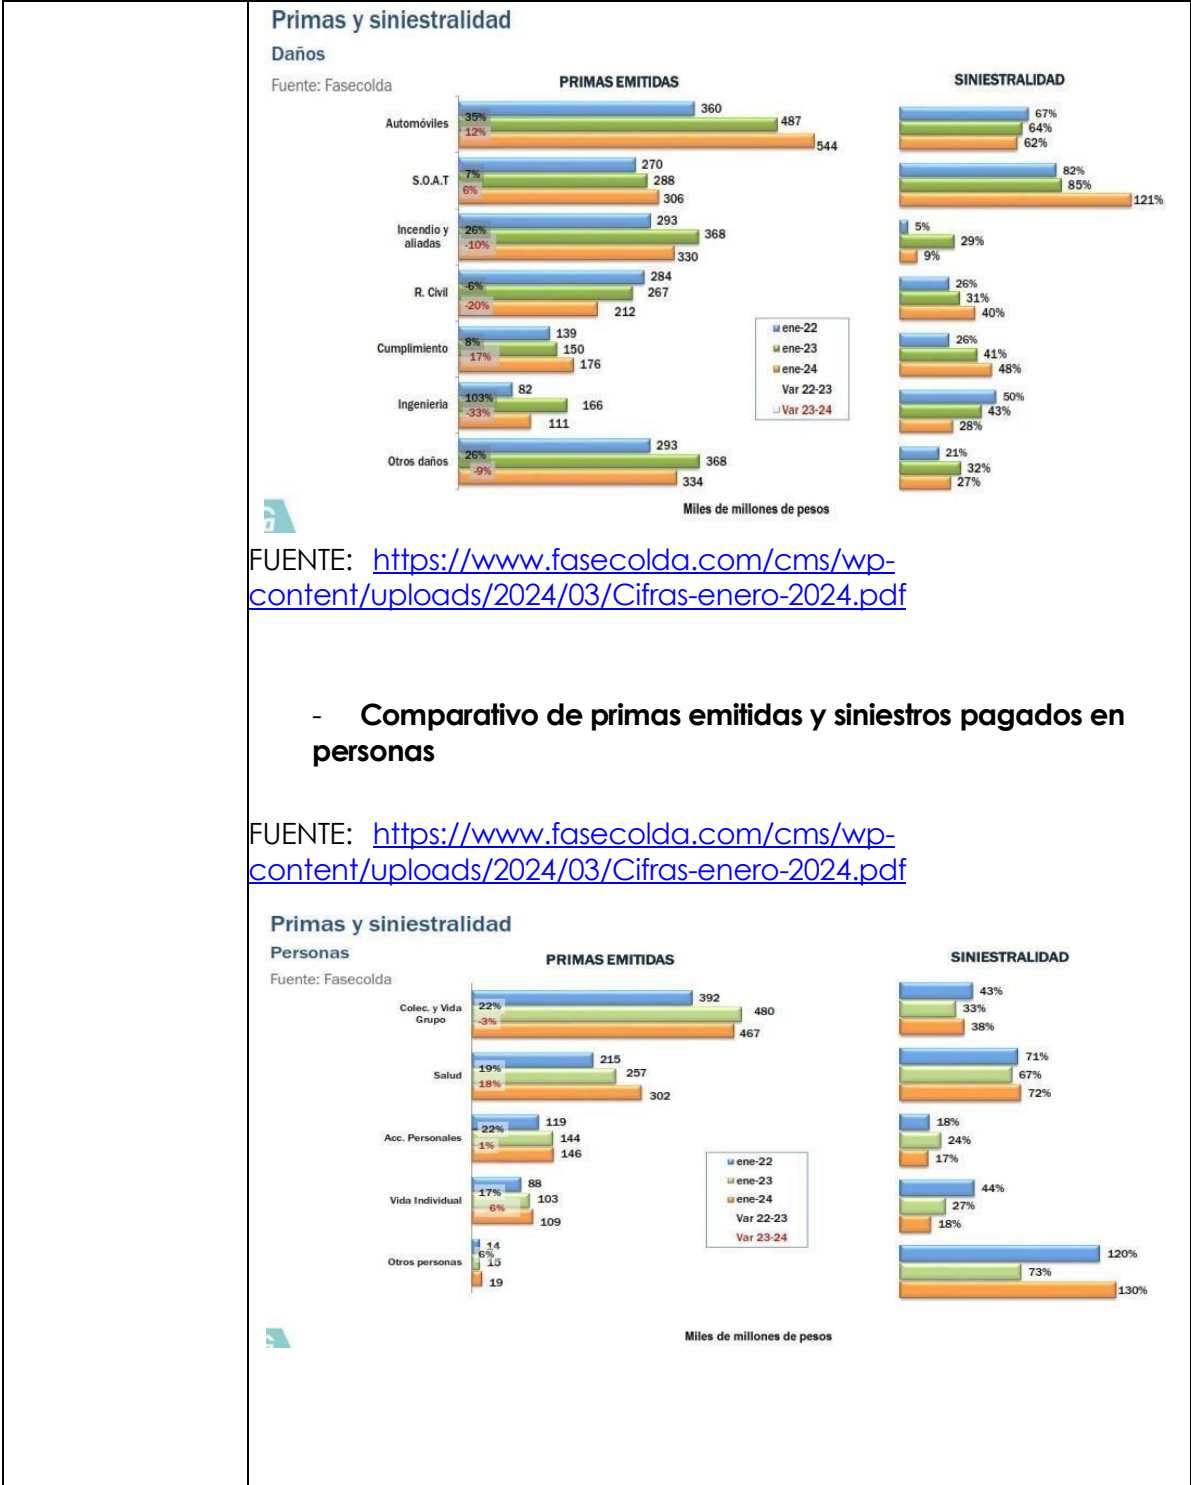 Primas y siniestralidad
Daños
Fuente: Fasecolda
PRIMAS EMITIDAS
SINIESTRALIDAD
Automóviles
35%
12%
360
487
544
67%
64%
62%
S.O.A.T
7%
6%
270
288
306
82%
85%
121%
Incendio y
aliadas
26%
-10%
293
368
330
5%
29%
9%
R. Civil
-6%
-20%
284
267
212
26%
31%
40%
Cumplimiento
8%
17%
139
150
176
26%
41%
48%
Ingenieria
103%
-33%
82
166
111
50%
43%
28%
Otros daños
26%
-9%
293
368
334
21%
32%
27%
ene-22
ene-23
ene-24
Var 22-23
Var 23-24
Miles de millones de pesos
FUENTE: https://www.fasecolda.com/cms/wp-
content/uploads/2024/03/Cifras-enero-2024.pdf
- Comparativo de primas emitidas y siniestros pagados en
personas
FUENTE: https://www.fasecolda.com/cms/wp-
content/uploads/2024/03/Cifras-enero-2024.pdf
Primas y siniestralidad
Personas
Fuente: Fasecolda
PRIMAS EMITIDAS
SINIESTRALIDAD
Colec. y Vida
Grupo
22%
-3%
392
480
467
43%
33%
38%
Salud
19%
18%
215
257
302
71%
67%
72%
Acc. Personales
22%
1%
119
144
146
18%
24%
17%
Vida Individual
17%
6%
88
103
109
44%
27%
18%
Otros personas
6%
14
15
19
120%
73%
130%
ene-22
ene-23
ene-24
Var 22-23
Var 23-24
Miles de millones de pesos